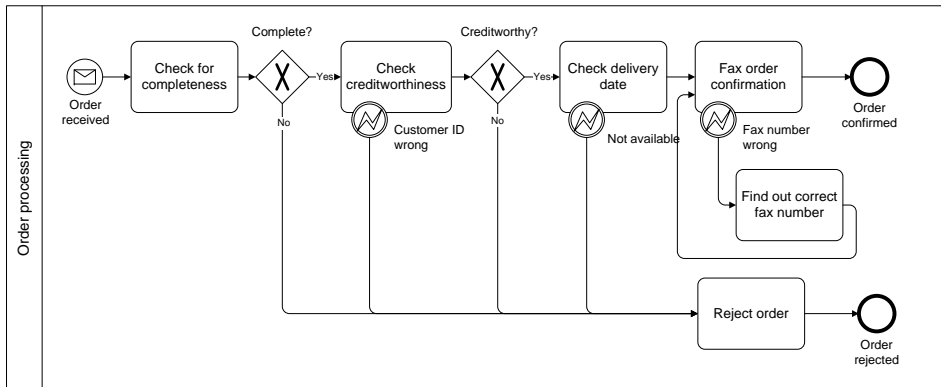 Order processing
Order
received
Check for
completeness
Complete?
Yes
No
Check
creditworthiness
Customer ID
wrong
Creditworthy?
Yes
No
Check delivery
date
Not available
Fax order
confirmation
Fax number
wrong
Find out correct
fax number
Order
confirmed
Reject order
Order
rejected